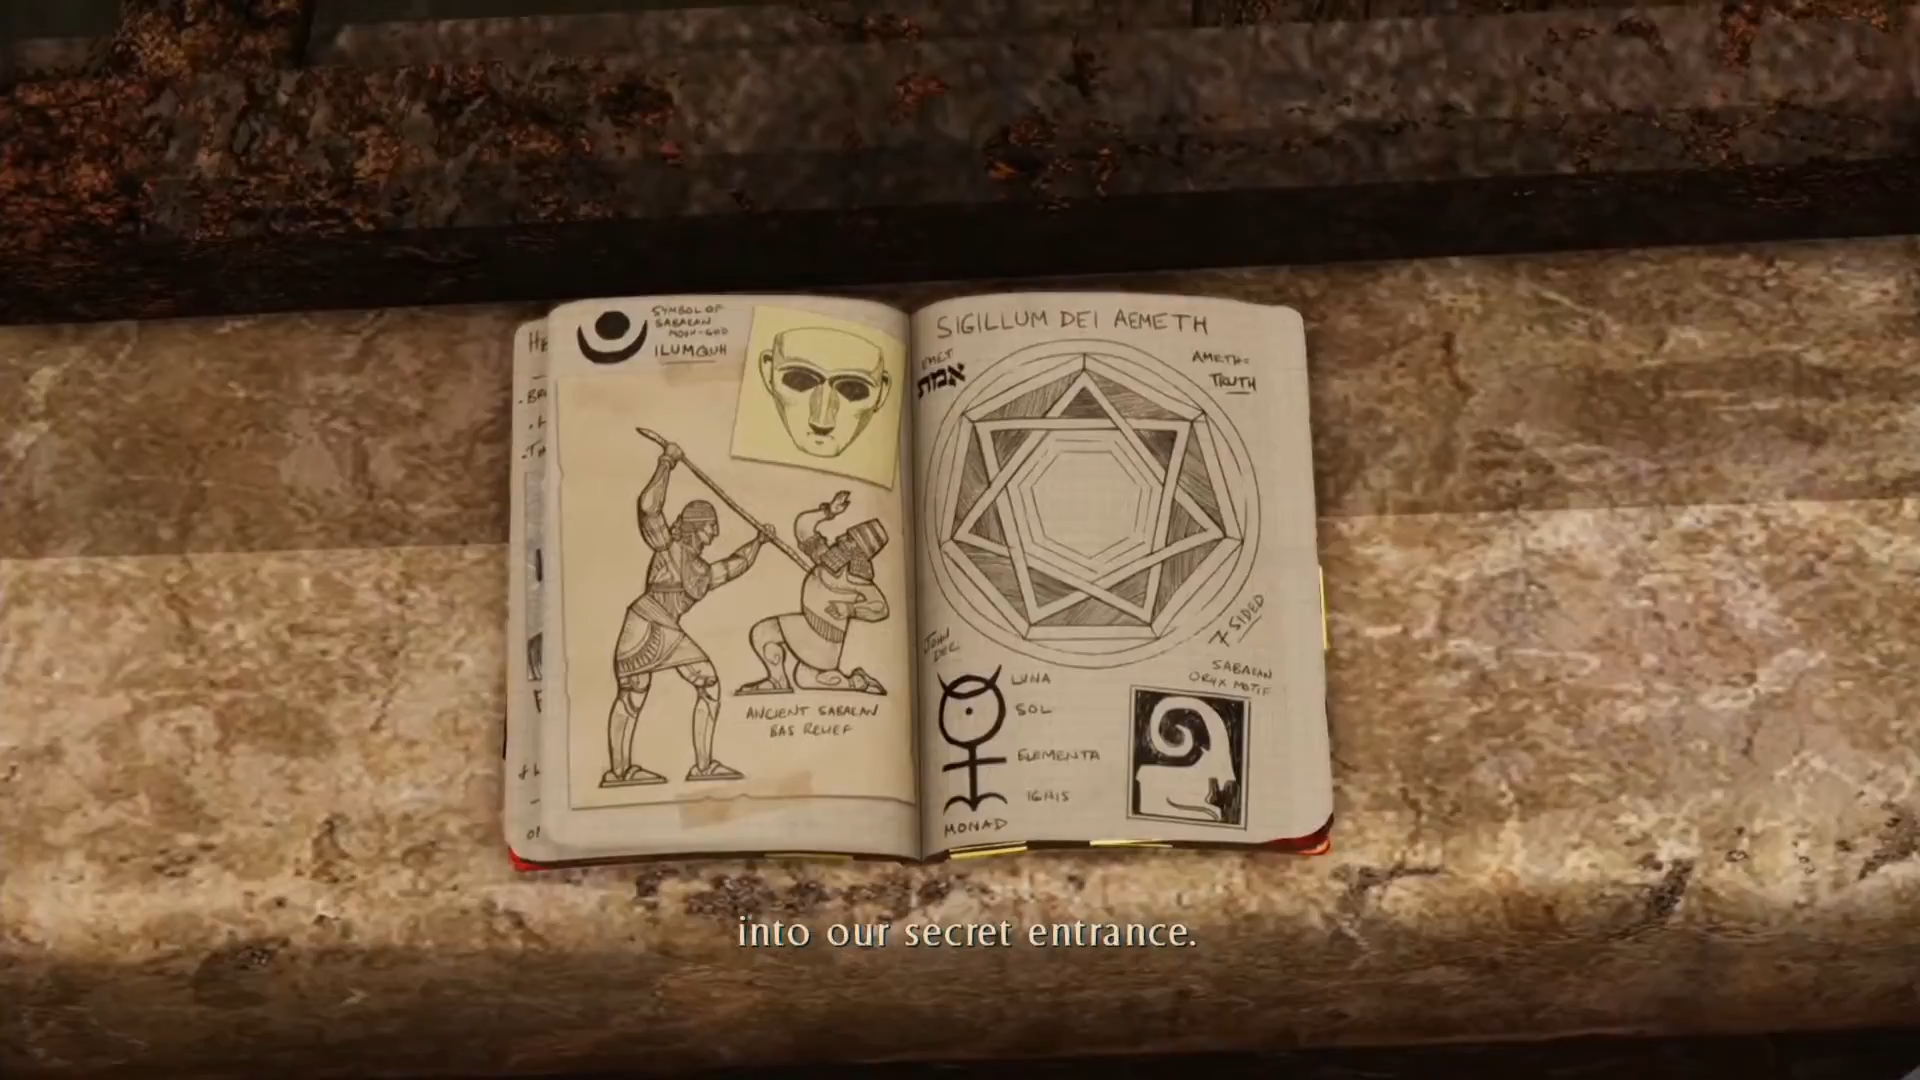 SYMBOL OF
SABAEAN
MOON-GOD
ILUMQUH
ANCIENT SABAEAN
BAS RELIEF
SIGILLUM DEI AEMETH
EMET
אמת
AMETH=
TRUTH
7 SIDED
JOHN
DEE
LUNA
SOL
ELEMENTA
IGNIS
MONAD
SABAEAN
ORYX MOTIF
into our secret entrance.